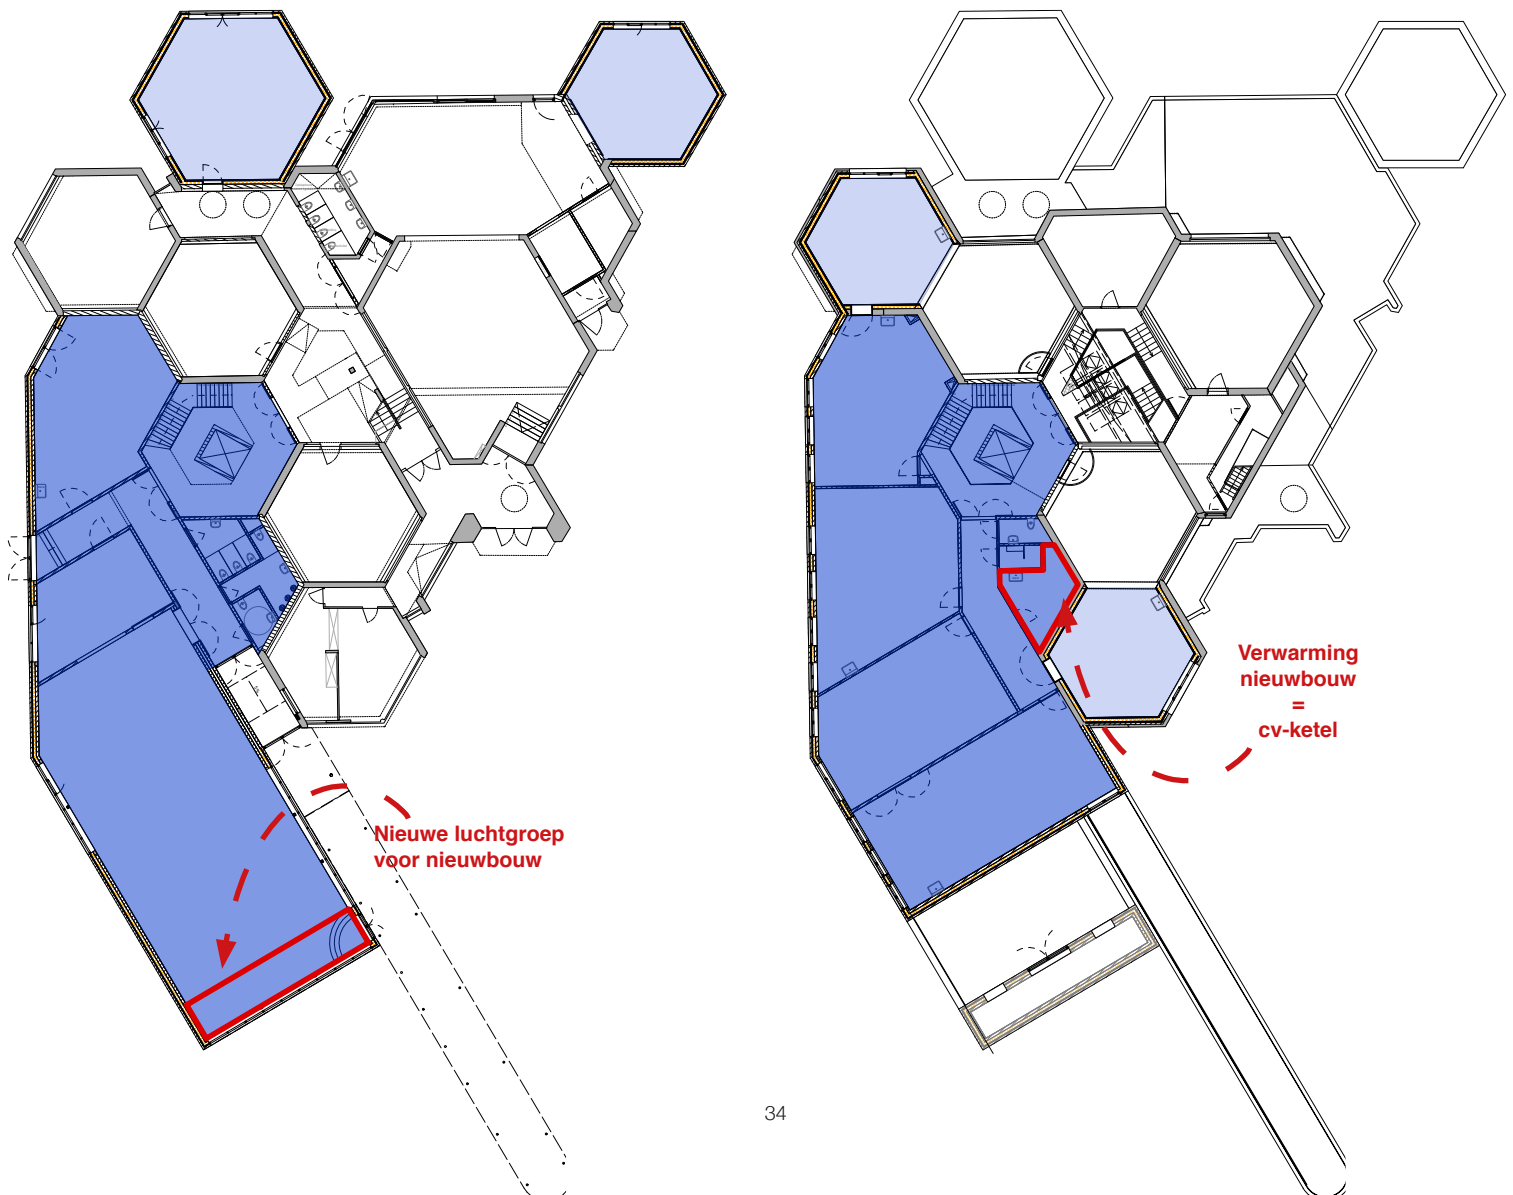 Nieuwe luchtgroep
voor nieuwbouw
Verwarming
nieuwbouw
=
cv-ketel
34